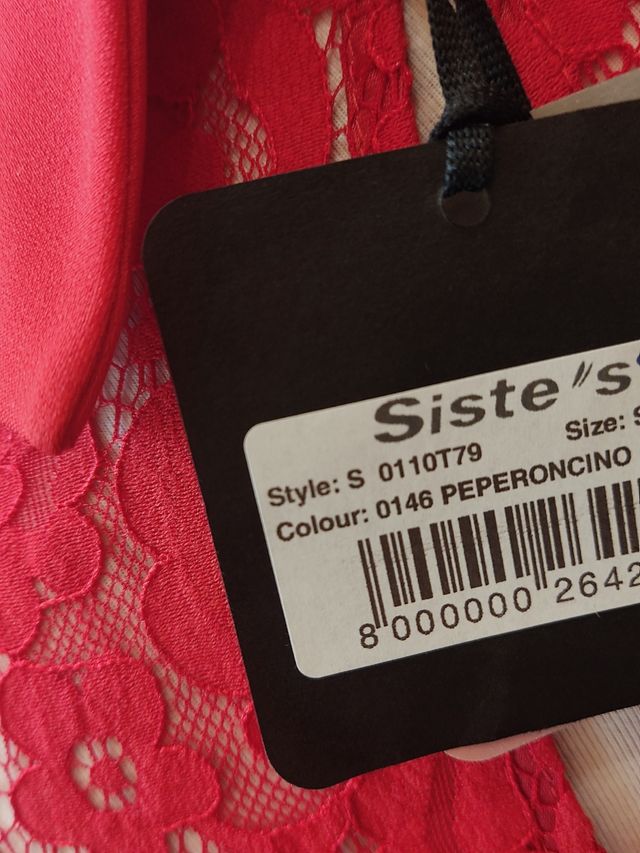 Siste"s
Style: S 0110T79 Size: S
Colour: 0146 PEPERONCINO
8 000000 2642